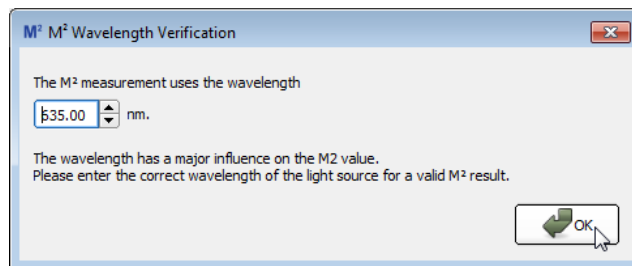 M² M² Wavelength Verification
The M² measurement uses the wavelength
635.00 nm.
The wavelength has a major influence on the M2 value.
Please enter the correct wavelength of the light source for a valid M² result.
OK